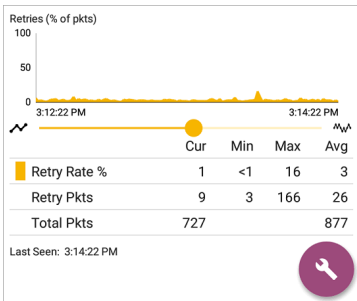 Retries (% of pkts)
100
50
0
3:12:22 PM 3:14:22 PM
Cur Min Max Avg
Retry Rate % 1 <1 16 3
Retry Pkts 9 3 166 26
Total Pkts 727 877
Last Seen: 3:14:22 PM